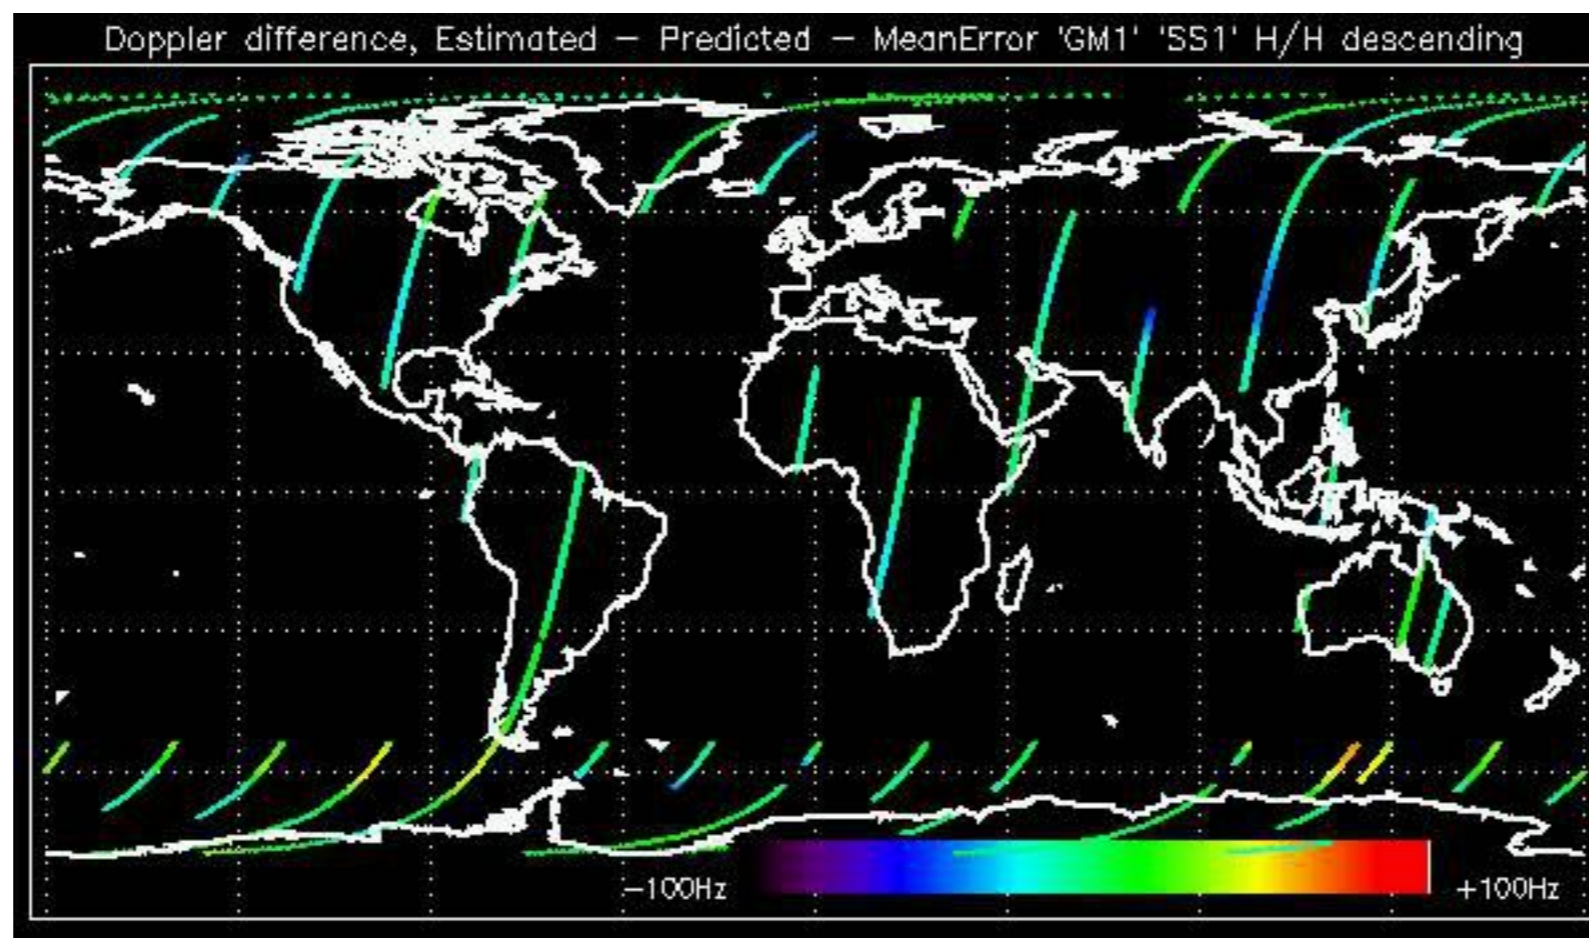 Doppler difference, Estimated – Predicted – MeanError 'GM1' 'SS1' H/H descending
–100Hz +100Hz